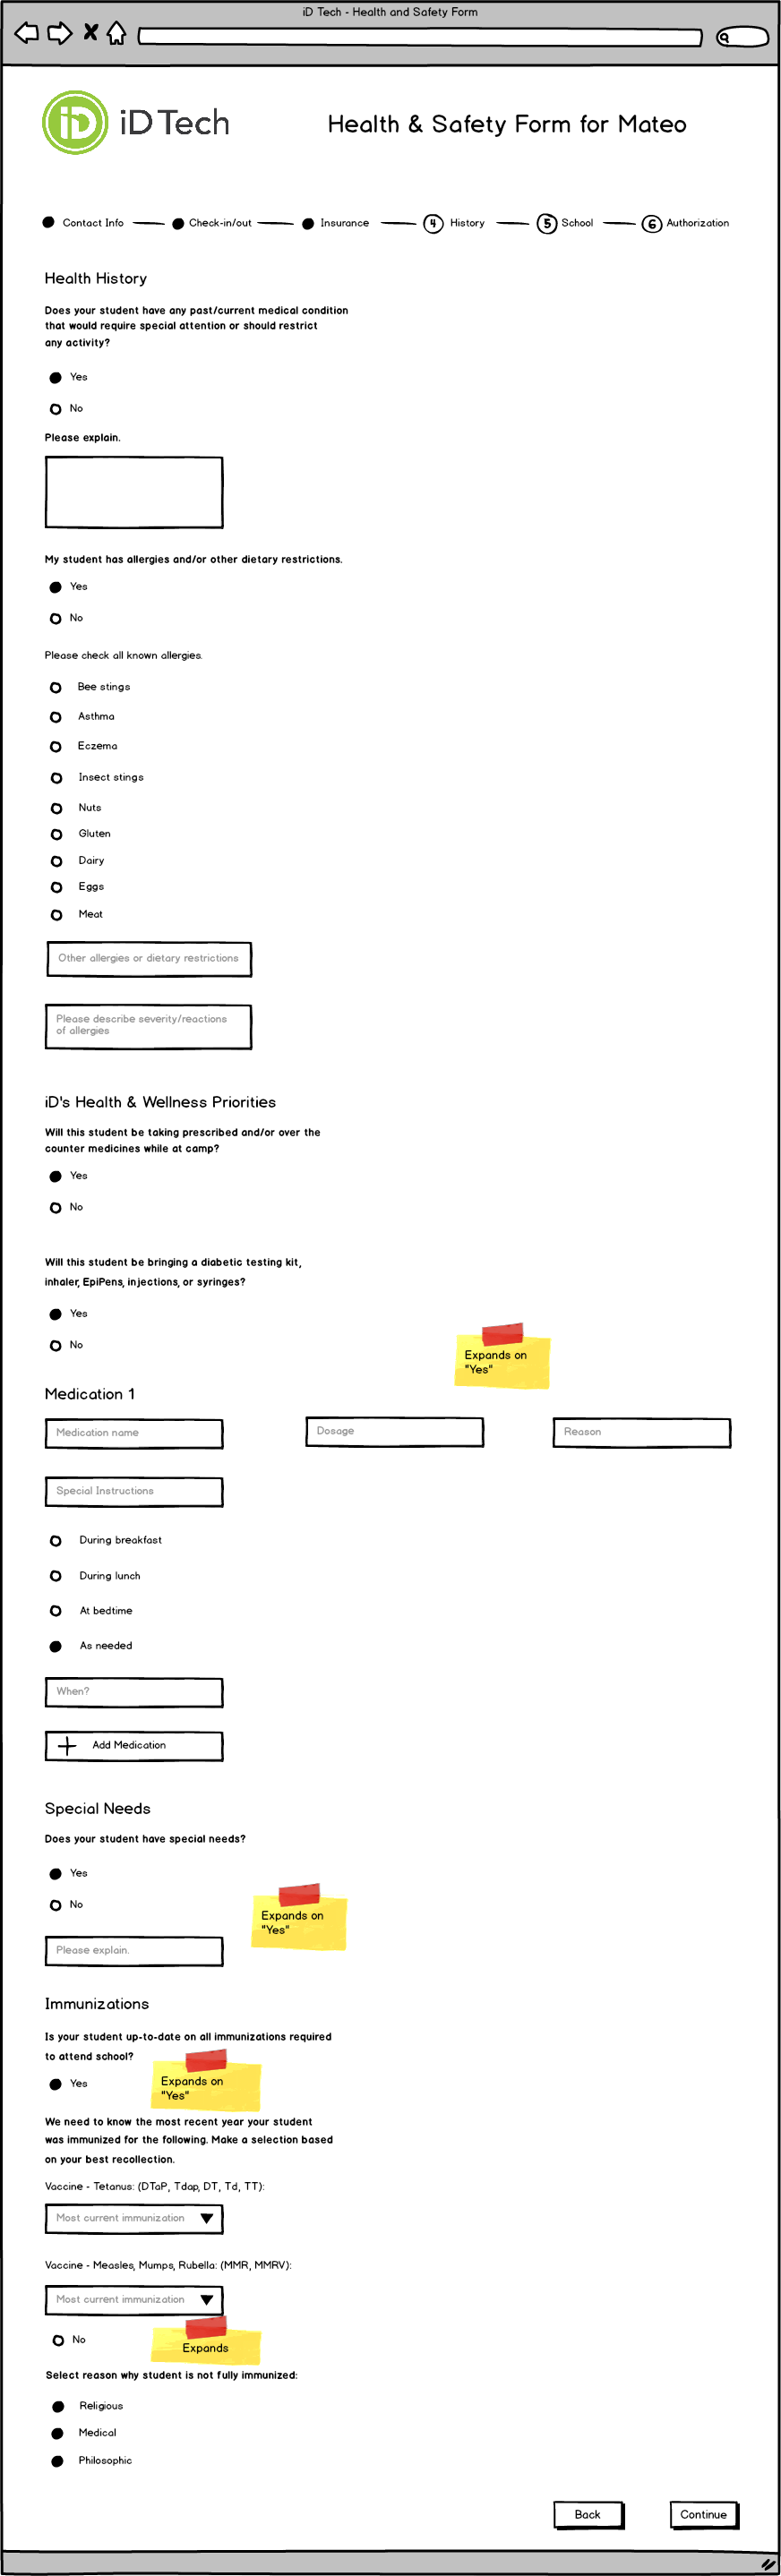 iD Tech - Health and Safety Form
iD iD Tech
Health & Safety Form for Mateo
Contact Info Check-in/out Insurance 4 History 5 School 6 Authorization
Health History
Does your student have any past/current medical condition
that would require special attention or should restrict
any activity?
Yes
No
Please explain.
My student has allergies and/or other dietary restrictions.
Yes
No
Please check all known allergies.
Bee stings
Asthma
Eczema
Insect stings
Nuts
Gluten
Dairy
Eggs
Meat
Other allergies or dietary restrictions
Please describe severity/reactions
of allergies
iD's Health & Wellness Priorities
Will this student be taking prescribed and/or over the
counter medicines while at camp?
Yes
No
Will this student be bringing a diabetic testing kit,
inhaler, EpiPens, injections, or syringes?
Yes
No
Expands on
"Yes"
Medication 1
Medication name Dosage Reason
Special Instructions
During breakfast
During lunch
At bedtime
As needed
When?
Add Medication
Special Needs
Does your student have special needs?
Yes
No
Expands on
"Yes"
Please explain.
Immunizations
Is your student up-to-date on all immunizations required
to attend school?
Yes
Expands on
"Yes"
We need to know the most recent year your student
was immunized for the following. Make a selection based
on your best recollection.
Vaccine - Tetanus: (DTaP, Tdap, DT, Td, TT):
Most current immunization
Vaccine - Measles, Mumps, Rubella: (MMR, MMRV):
Most current immunization
No
Expands
Select reason why student is not fully immunized:
Religious
Medical
Philosophic
Back Continue